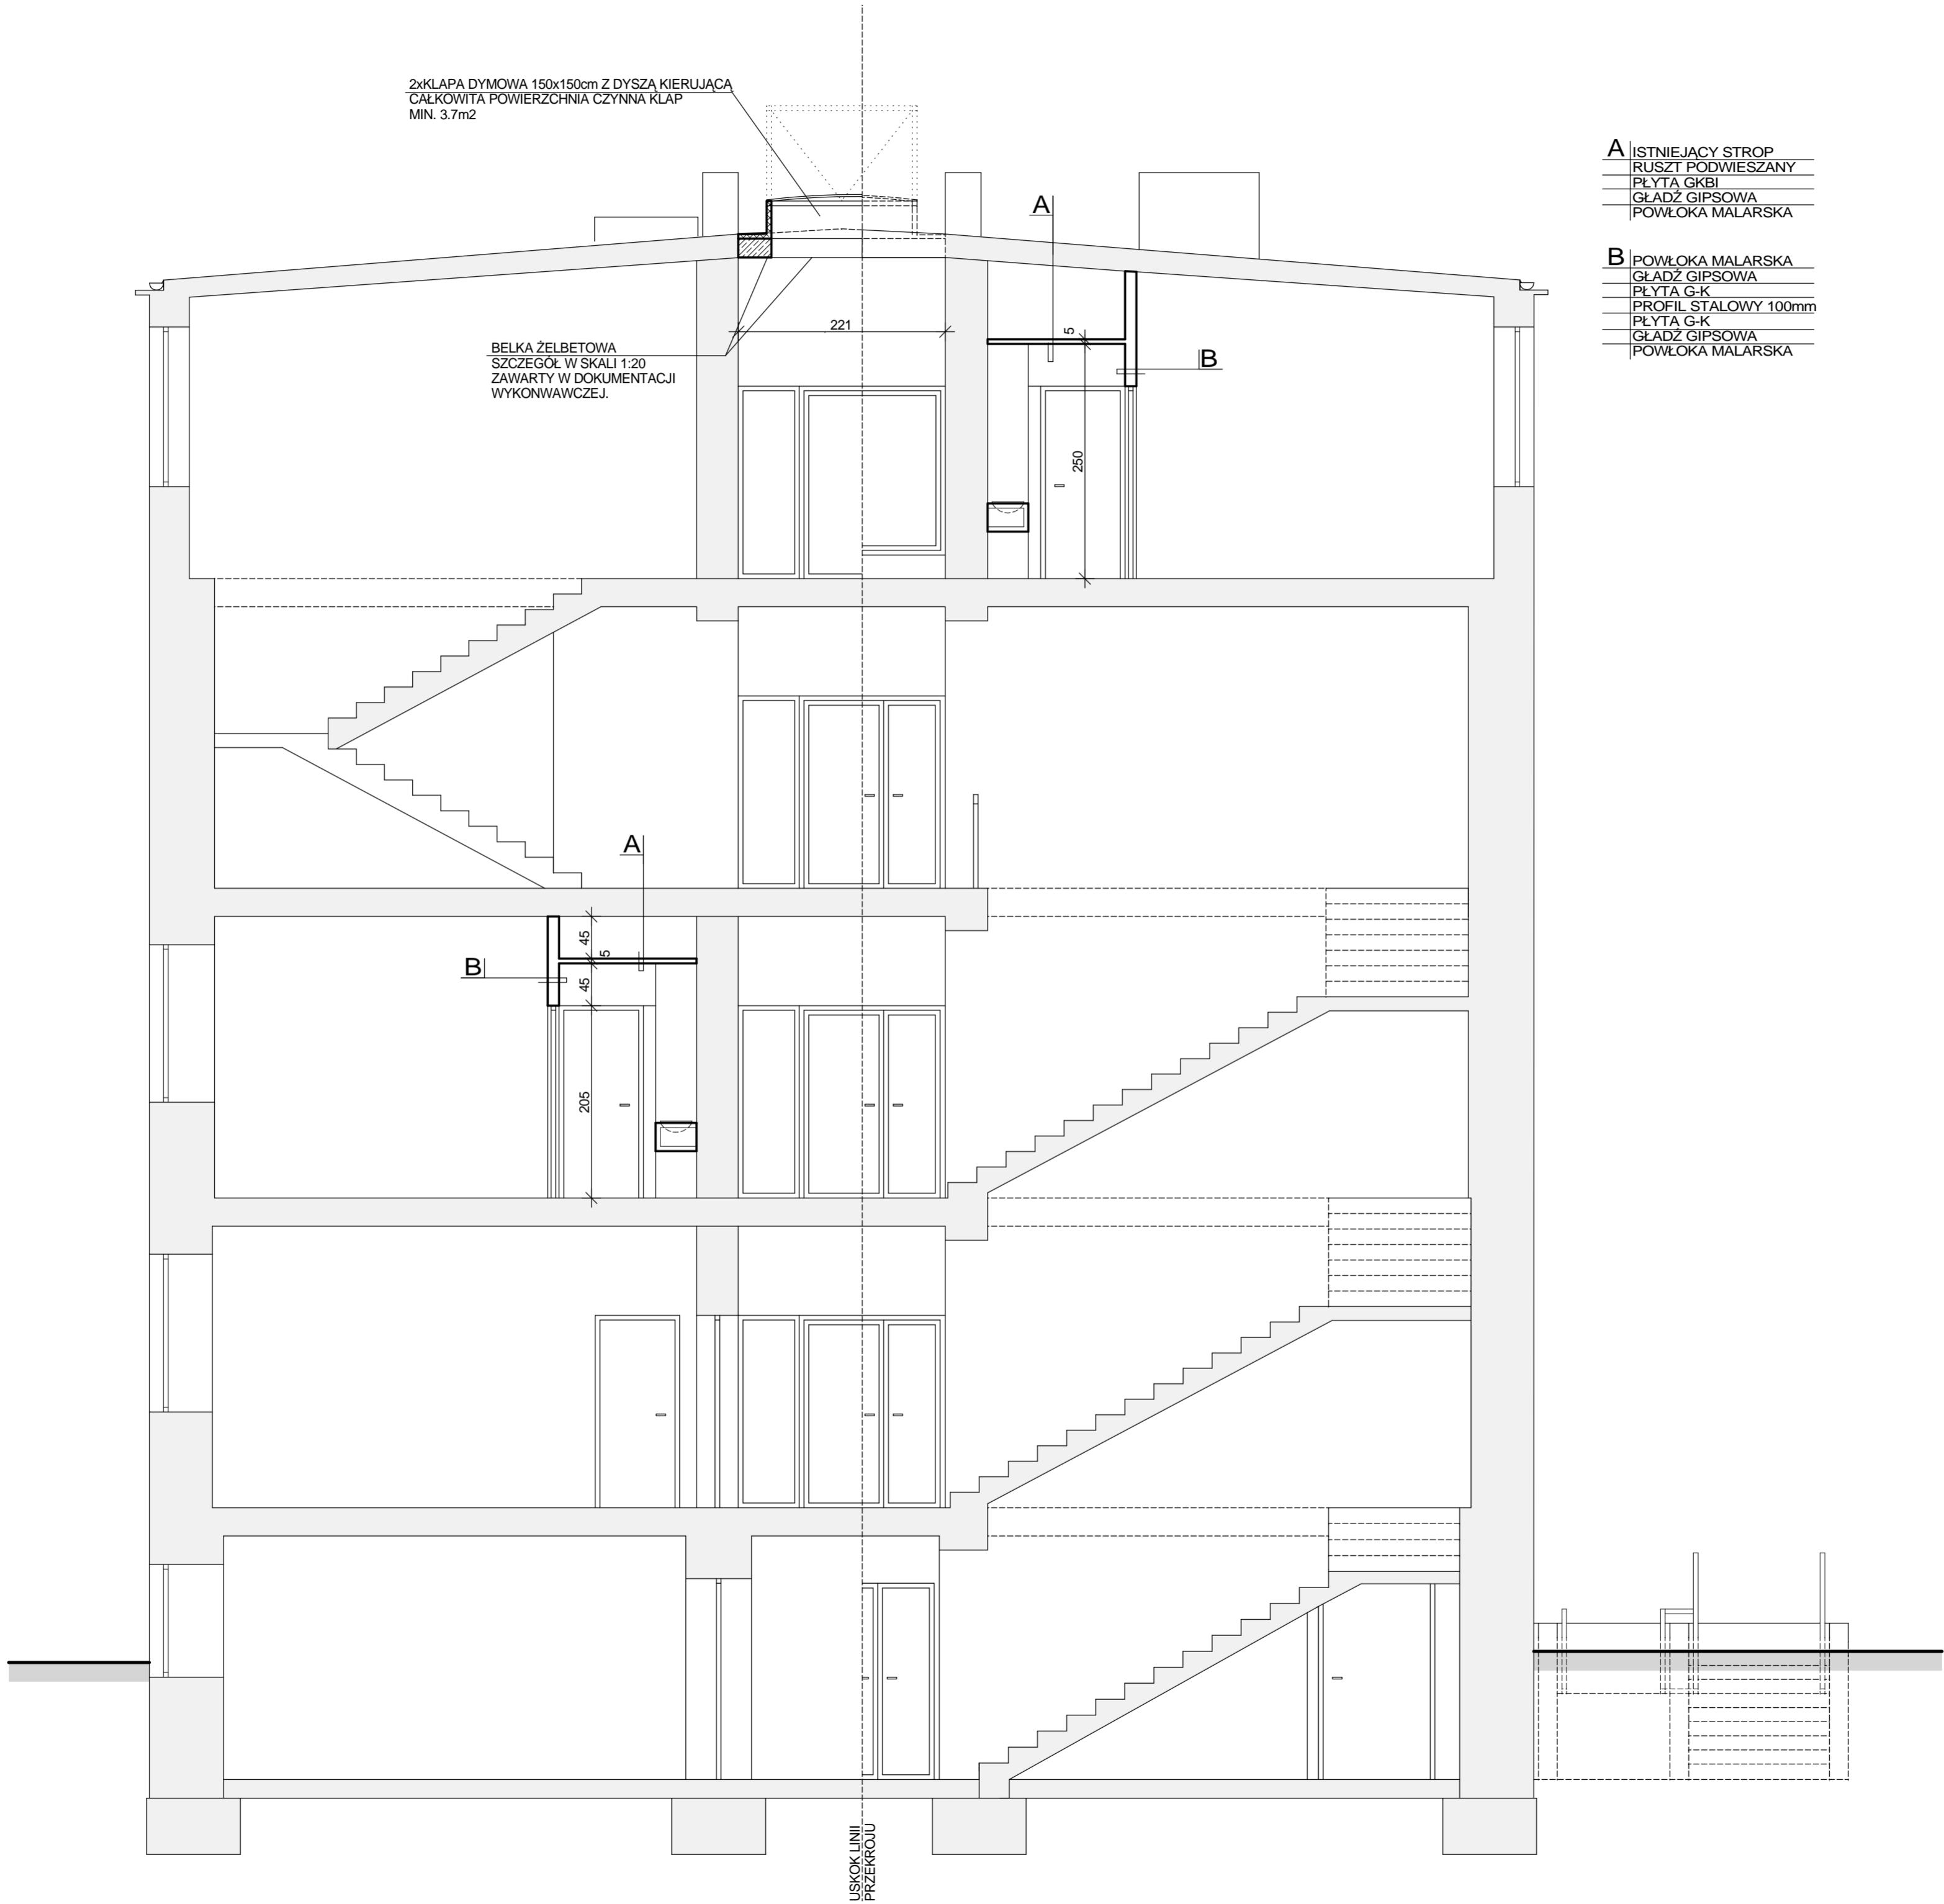 2xKLAPA DYMOWA 150x150cm Z DYSZĄ KIERUJĄCĄ
CAŁKOWITA POWIERZCHNIA CZYNNA KLAP
MIN. 3.7m2
A
ISTNIEJĄCY STROP
RUSZT PODWIESZANY
PŁYTA GKBI
GŁADŹ GIPSOWA
POWŁOKA MALARSKA
B
POWŁOKA MALARSKA
GŁADŹ GIPSOWA
PŁYTA G-K
PROFIL STALOWY 100mm
PŁYTA G-K
GŁADŹ GIPSOWA
POWŁOKA MALARSKA
A
221
5
BELKA ŻELBETOWA
SZCZEGÓŁ W SKALI 1:20
ZAWARTY W DOKUMENTACJI
WYKONWAWCZEJ.
B
250
A
45
5
B
45
205
USKOK LINII
PRZEKROJU